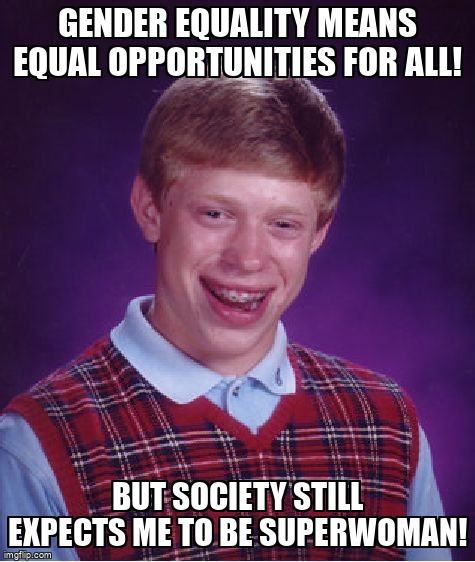 GENDER EQUALITY MEANS
EQUAL OPPORTUNITIES FOR ALL!
BUT SOCIETY STILL
EXPECTS ME TO BE SUPERWOMAN!
imgflip.com